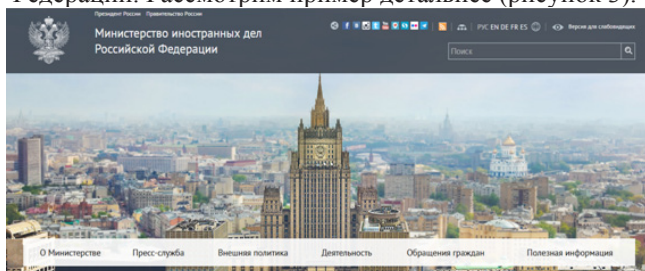 Федерации. Рассмотрим пример детальнее (рисунок 3).
Президент России Правительство России
Министерство иностранных дел
Российской Федерации
РУС EN DE FR ES
Версия для слабовидящих
Поиск
О Министерстве Пресс-служба Внешняя политика Деятельность Обращения граждан Полезная информация